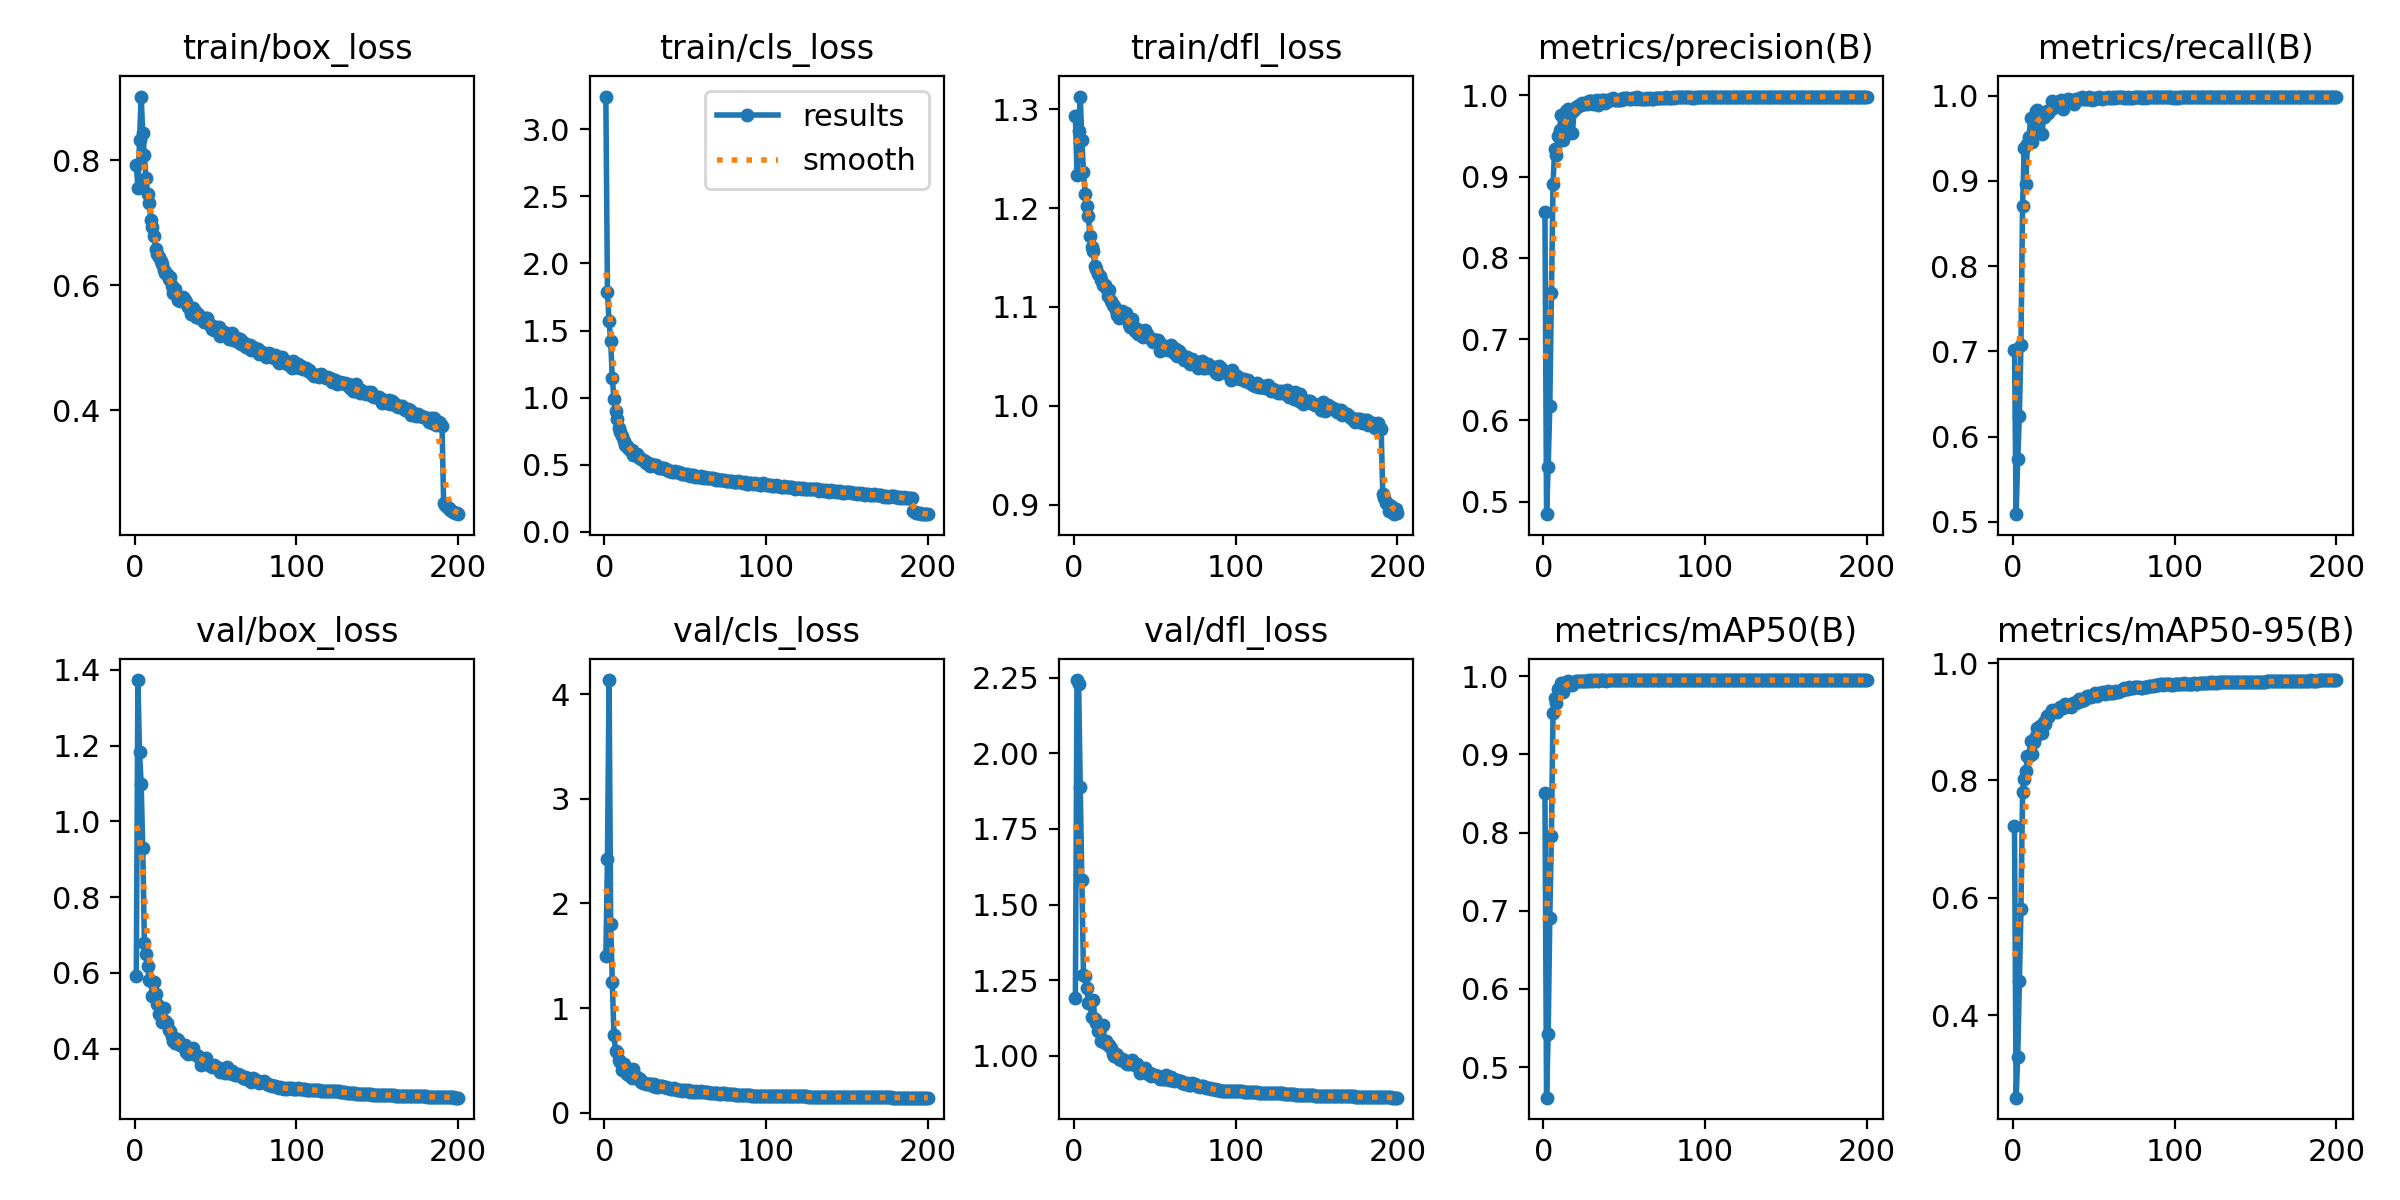 train/box_loss
0.8
0.6
0.4
0 100 200
train/cls_loss
results
smooth
3.0
2.5
2.0
1.5
1.0
0.5
0.0
0 100 200
train/dfl_loss
1.3
1.2
1.1
1.0
0.9
0 100 200
metrics/precision(B)
1.0
0.9
0.8
0.7
0.6
0.5
0 100 200
metrics/recall(B)
1.0
0.9
0.8
0.7
0.6
0.5
0 100 200
val/box_loss
1.4
1.2
1.0
0.8
0.6
0.4
0 100 200
val/cls_loss
4
3
2
1
0
0 100 200
val/dfl_loss
2.25
2.00
1.75
1.50
1.25
1.00
0 100 200
metrics/mAP50(B)
1.0
0.9
0.8
0.7
0.6
0.5
0 100 200
metrics/mAP50-95(B)
1.0
0.8
0.6
0.4
0 100 200